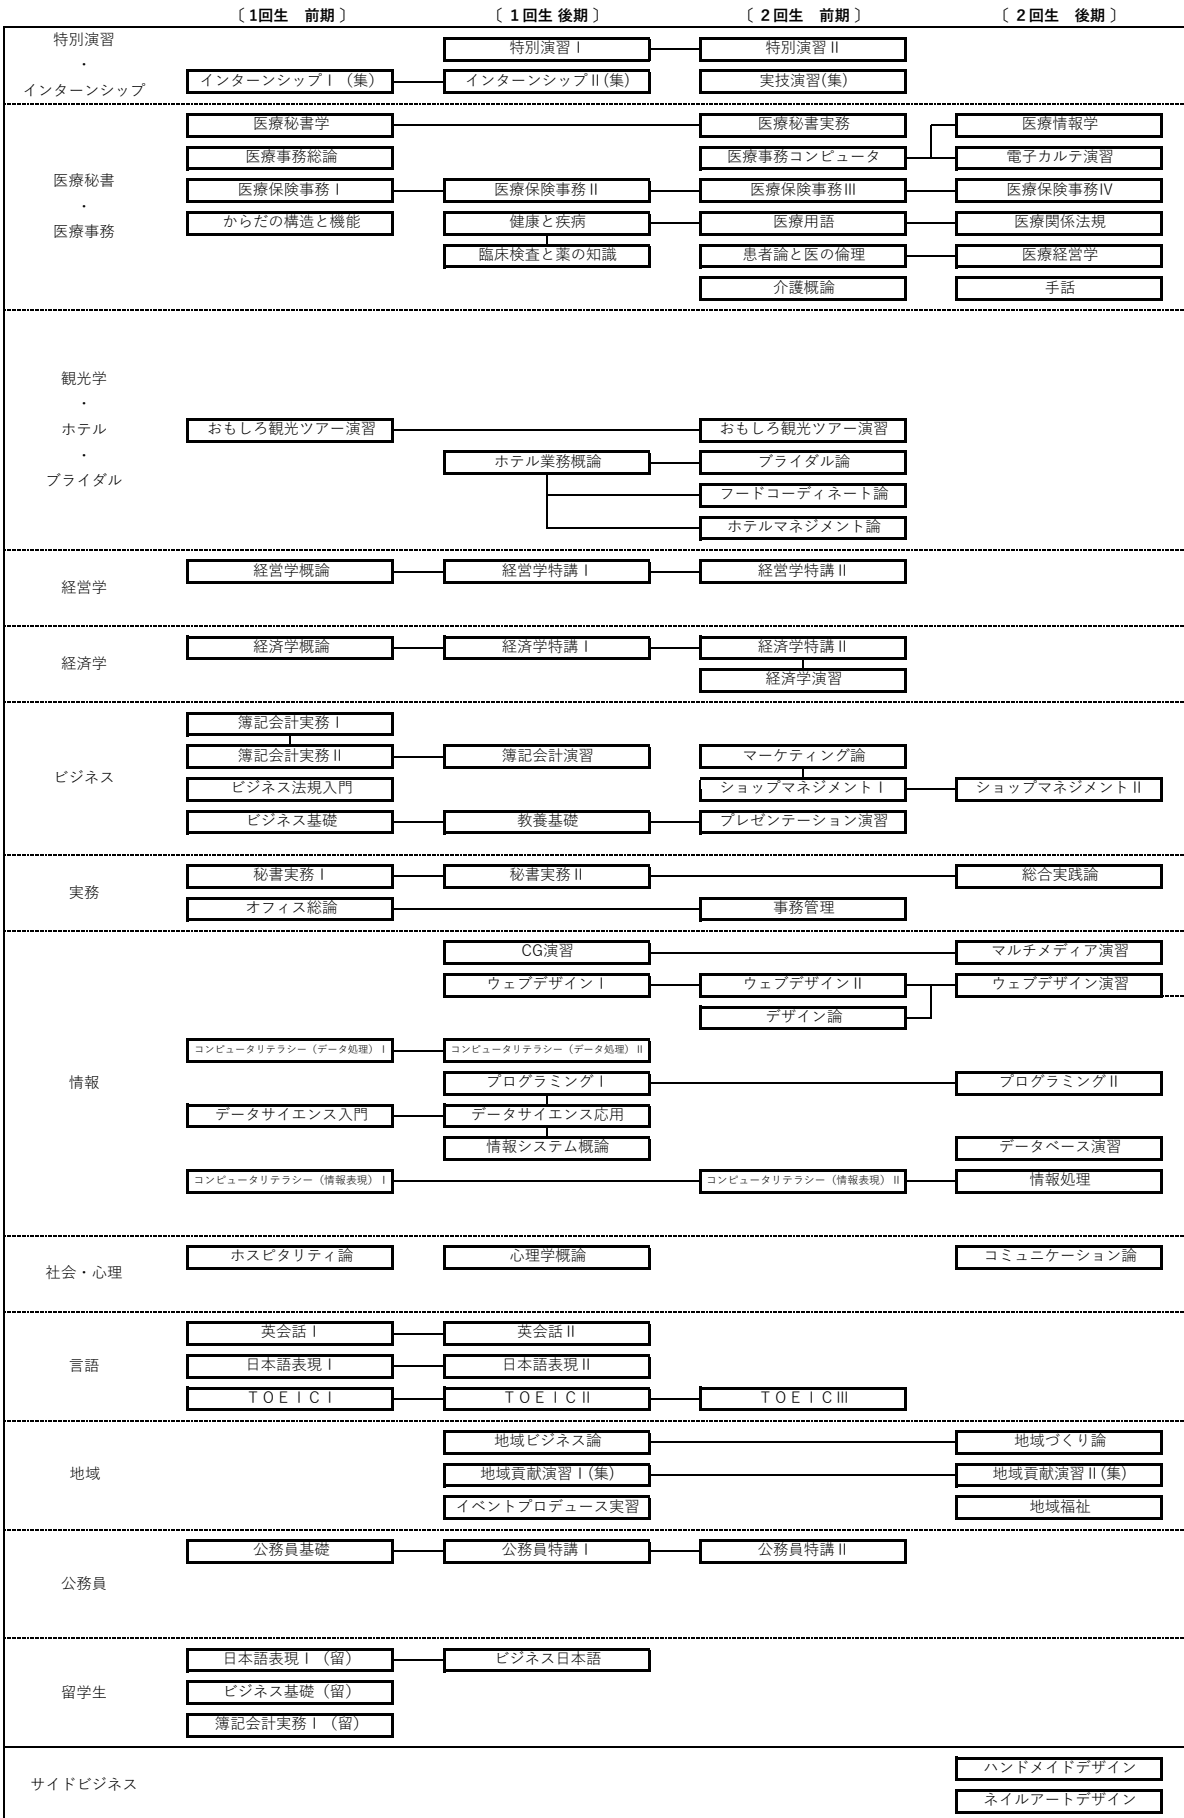 〔 1回生　前期 〕
〔 １回生 後期 〕
〔 ２回生　前期 〕
〔 ２回生　後期 〕
特別演習
・
インターンシップ
特別演習Ⅰ
特別演習Ⅱ
インターンシップⅠ（集）
インターンシップⅡ(集)
実技演習(集)
医療秘書
・
医療事務
医療秘書学
医療秘書実務
医療情報学
医療事務総論
医療事務コンピュータ
電子カルテ演習
医療保険事務Ⅰ
医療保険事務Ⅱ
医療保険事務Ⅲ
医療保険事務Ⅳ
からだの構造と機能
健康と疾病
医療用語
医療関係法規
臨床検査と薬の知識
患者論と医の倫理
医療経営学
介護概論
手話
観光学
・
ホテル
・
ブライダル
おもしろ観光ツアー演習
おもしろ観光ツアー演習
ホテル業務概論
ブライダル論
フードコーディネート論
ホテルマネジメント論
経営学
経営学概論
経営学特講Ⅰ
経営学特講Ⅱ
経済学
経済学概論
経済学特講Ⅰ
経済学特講Ⅱ
経済学演習
ビジネス
簿記会計実務Ⅰ
簿記会計実務Ⅱ
簿記会計演習
マーケティング論
ビジネス法規入門
ショップマネジメントⅠ
ショップマネジメントⅡ
ビジネス基礎
教養基礎
プレゼンテーション演習
実務
秘書実務Ⅰ
秘書実務Ⅱ
総合実践論
オフィス総論
事務管理
情報
CG演習
マルチメディア演習
ウェブデザインⅠ
ウェブデザインⅡ
ウェブデザイン演習
デザイン論
コンピュータリテラシー（データ処理）Ⅰ
コンピュータリテラシー（データ処理）Ⅱ
プログラミングⅠ
プログラミングⅡ
データサイエンス入門
データサイエンス応用
情報システム概論
データベース演習
コンピュータリテラシー（情報表現）Ⅰ
コンピュータリテラシー（情報表現）Ⅱ
情報処理
社会・心理
ホスピタリティ論
心理学概論
コミュニケーション論
言語
英会話Ⅰ
英会話Ⅱ
日本語表現Ⅰ
日本語表現Ⅱ
ＴＯＥＩＣⅠ
ＴＯＥＩＣⅡ
ＴＯＥＩＣⅢ
地域
地域ビジネス論
地域づくり論
地域貢献演習Ⅰ(集)
地域貢献演習Ⅱ(集)
イベントプロデュース実習
地域福祉
公務員
公務員基礎
公務員特講Ⅰ
公務員特講Ⅱ
留学生
日本語表現Ⅰ（留）
ビジネス日本語
ビジネス基礎（留）
簿記会計実務Ⅰ（留）
サイドビジネス
ハンドメイドデザイン
ネイルアートデザイン